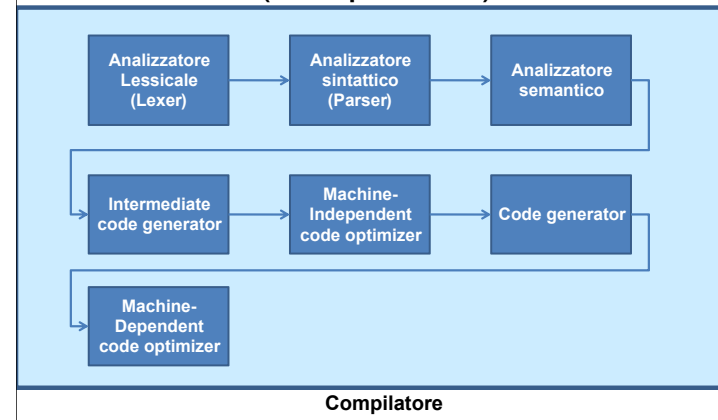 Analizzatore
Lessicale
(Lexer)
Analizzatore
sintattico
(Parser)
Analizzatore
semantico
Intermediate
code generator
Machine-
Independent
code optimizer
Code generator
Machine-
Dependent
code optimizer
Compilatore